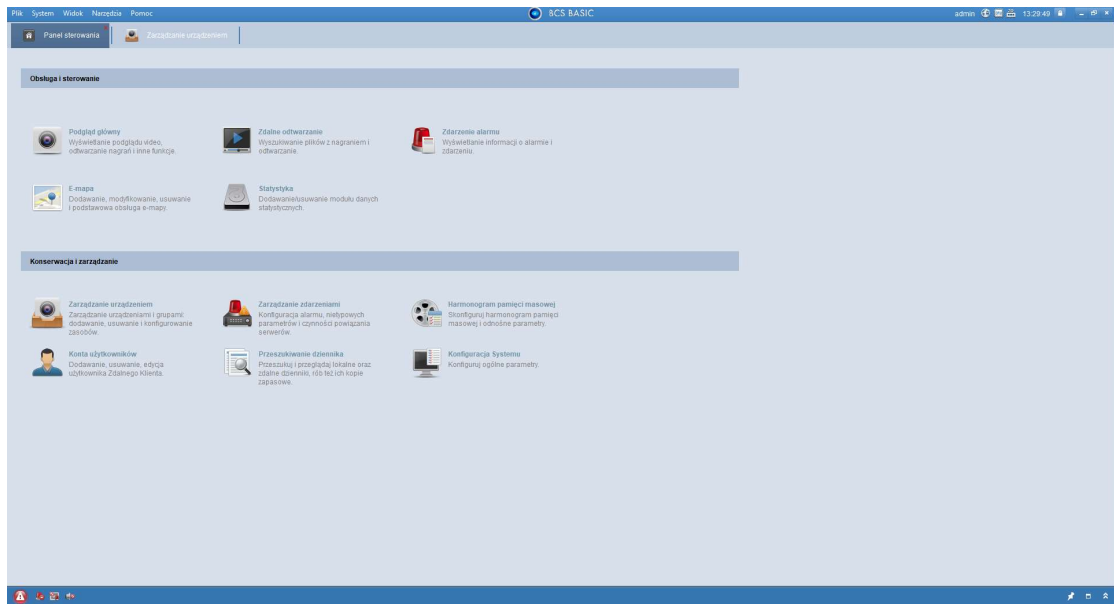 Plik System Widok Narzędzia Pomoc
BCS BASIC
admin 13:29:49
Panel sterowania
Zarządzanie urządzeniem
Obsługa i sterowanie
Podgląd główny
Wyświetlanie podglądu video,
odtwarzanie nagrań i inne funkcje.
Zdalne odtwarzanie
Wyszukiwanie plików z nagraniem i
odtwarzanie.
Zdarzenie alarmu
Wyświetlanie informacji o alarmie i
zdarzeniu.
E-mapa
Dodawanie, modyfikowanie, usuwanie
i podstawowa obsługa e-mapy.
Statystyka
Dodawanie/usuwanie modułu danych
statystycznych.
Konserwacja i zarządzanie
Zarządzanie urządzeniem
Zarządzanie urządzeniami i grupami:
dodawanie, usuwanie i konfigurowanie
zasobów.
Zarządzanie zdarzeniami
Konfiguracja alarmu, nietypowych
parametrów i czynności powiązania
serwerów.
Harmonogram pamięci masowej
Skonfiguruj harmonogram pamięci
masowej i odnośne parametry.
Konta użytkowników
Dodawanie, usuwanie, edycja
użytkownika Zdalnego Klienta.
Przeszukiwanie dziennika
Przeszukuj i przeglądaj lokalne oraz
zdalne dzienniki, rób też ich kopie
zapasowe.
Konfiguracja Systemu
Konfiguruj ogólne parametry.